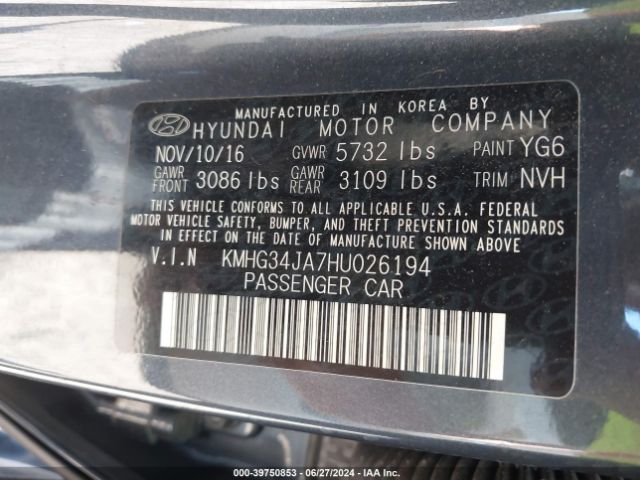 MANUFACTURED IN KOREA BY
HYUNDAI MOTOR COMPANY
NOV/10/16 GVWR 5732 lbs PAINT YG6
GAWR FRONT 3086 lbs GAWR REAR 3109 lbs TRIM NVH
THIS VEHICLE CONFORMS TO ALL APPLICABLE U.S.A. FEDERAL
MOTOR VEHICLE SAFETY, BUMPER, AND THEFT PREVENTION STANDARDS
IN EFFECT ON THE DATE OF MANUFACTURE SHOWN ABOVE.
V.I.N KMHG34JA7HU026194
PASSENGER CAR
000-39750853 - 06/27/2024 - IAA Inc.